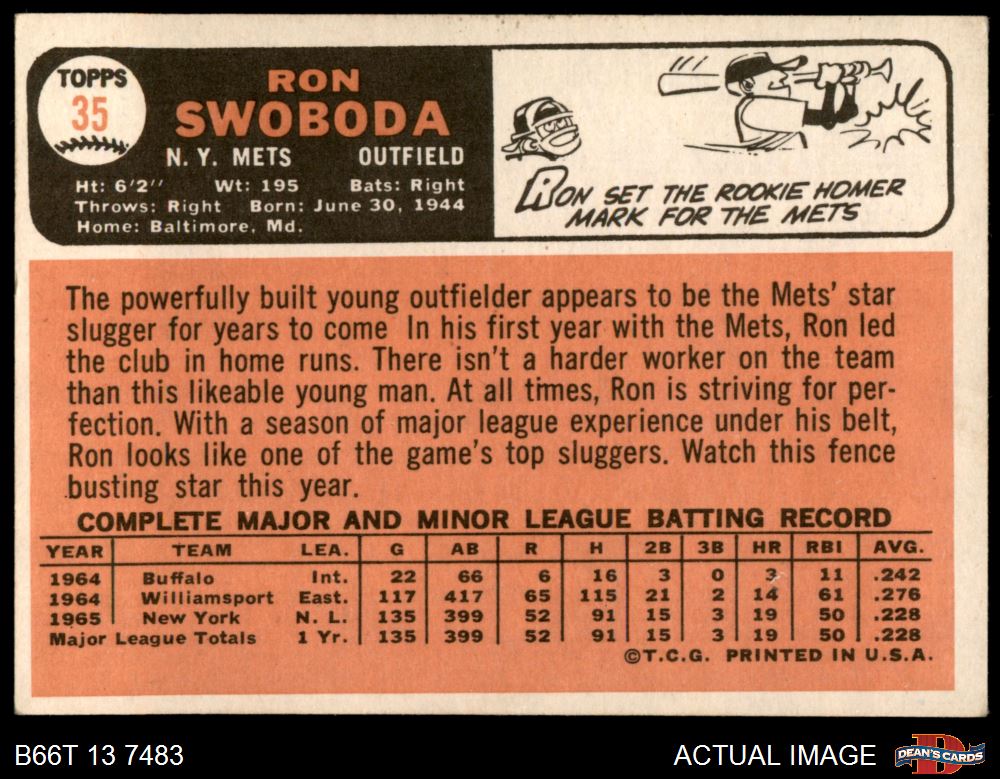 TOPPS
35
RON
SWOBODA
N. Y. METS OUTFIELD
Ht: 6'2'' Wt: 195 Bats: Right
Throws: Right Born: June 30, 1944
Home: Baltimore, Md.
RON SET THE ROOKIE HOMER
MARK FOR THE METS
The powerfully built young outfielder appears to be the Mets' star
slugger for years to come In his first year with the Mets, Ron led
the club in home runs. There isn't a harder worker on the team
than this likeable young man. At all times, Ron is striving for per-
fection. With a season of major league experience under his belt,
Ron looks like one of the game's top sluggers. Watch this fence
busting star this year.
COMPLETE MAJOR AND MINOR LEAGUE BATTING RECORD
YEAR TEAM LEA. G AB R H 2B 3B HR RBI AVG.
1964 Buffalo Int. 22 66 6 16 3 0 3 11 .242
1964 Williamsport East. 117 417 65 115 21 2 14 61 .276
1965 New York N. L. 135 399 52 91 15 3 19 50 .228
Major League Totals 1 Yr. 135 399 52 91 15 3 19 50 .228
©T.C.G. PRINTED IN U.S.A.
B66T 13 7483 ACTUAL IMAGE
D
DEAN'S CARDS